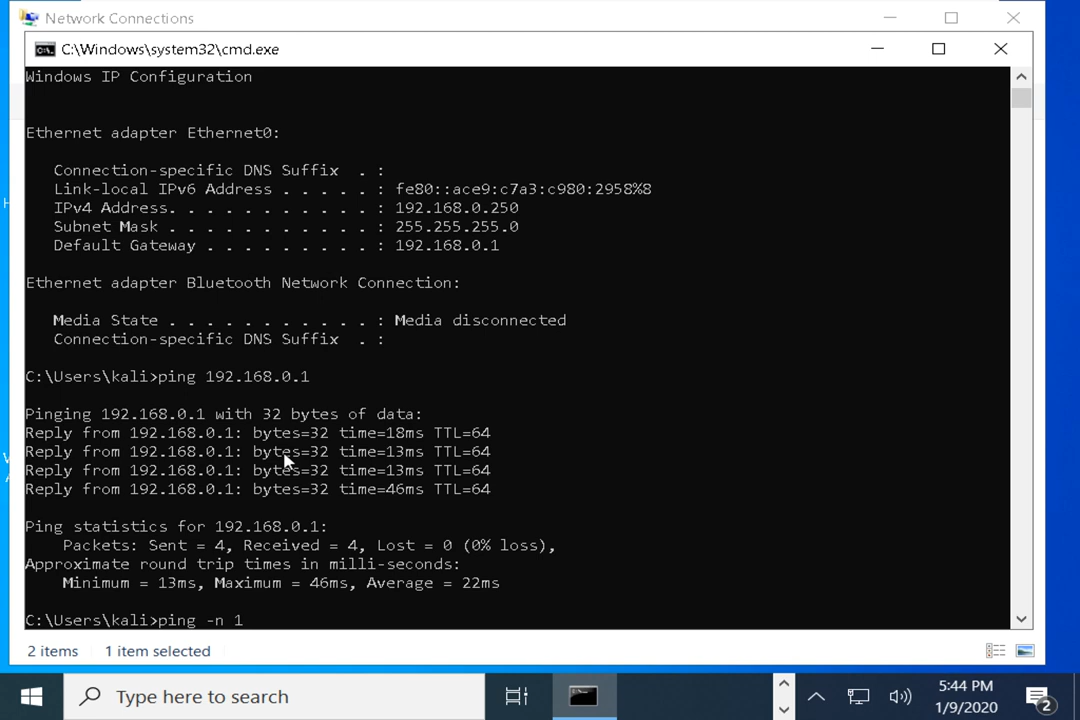 Network Connections
C:\Windows\system32\cmd.exe
Windows IP Configuration
Ethernet adapter Ethernet0:
Connection-specific DNS Suffix . :
Link-local IPv6 Address . . . . . : fe80::ace9:c7a3:c980:2958%8
IPv4 Address. . . . . . . . . . . : 192.168.0.250
Subnet Mask . . . . . . . . . . . : 255.255.255.0
Default Gateway . . . . . . . . . : 192.168.0.1
Ethernet adapter Bluetooth Network Connection:
Media State . . . . . . . . . . . : Media disconnected
Connection-specific DNS Suffix . :
C:\Users\kali>ping 192.168.0.1
Pinging 192.168.0.1 with 32 bytes of data:
Reply from 192.168.0.1: bytes=32 time=18ms TTL=64
Reply from 192.168.0.1: bytes=32 time=13ms TTL=64
Reply from 192.168.0.1: bytes=32 time=13ms TTL=64
Reply from 192.168.0.1: bytes=32 time=46ms TTL=64
Ping statistics for 192.168.0.1:
Packets: Sent = 4, Received = 4, Lost = 0 (0% loss),
Approximate round trip times in milli-seconds:
Minimum = 13ms, Maximum = 46ms, Average = 22ms
C:\Users\kali>ping -n 1
2 items 1 item selected
Type here to search
5:44 PM
1/9/2020
2